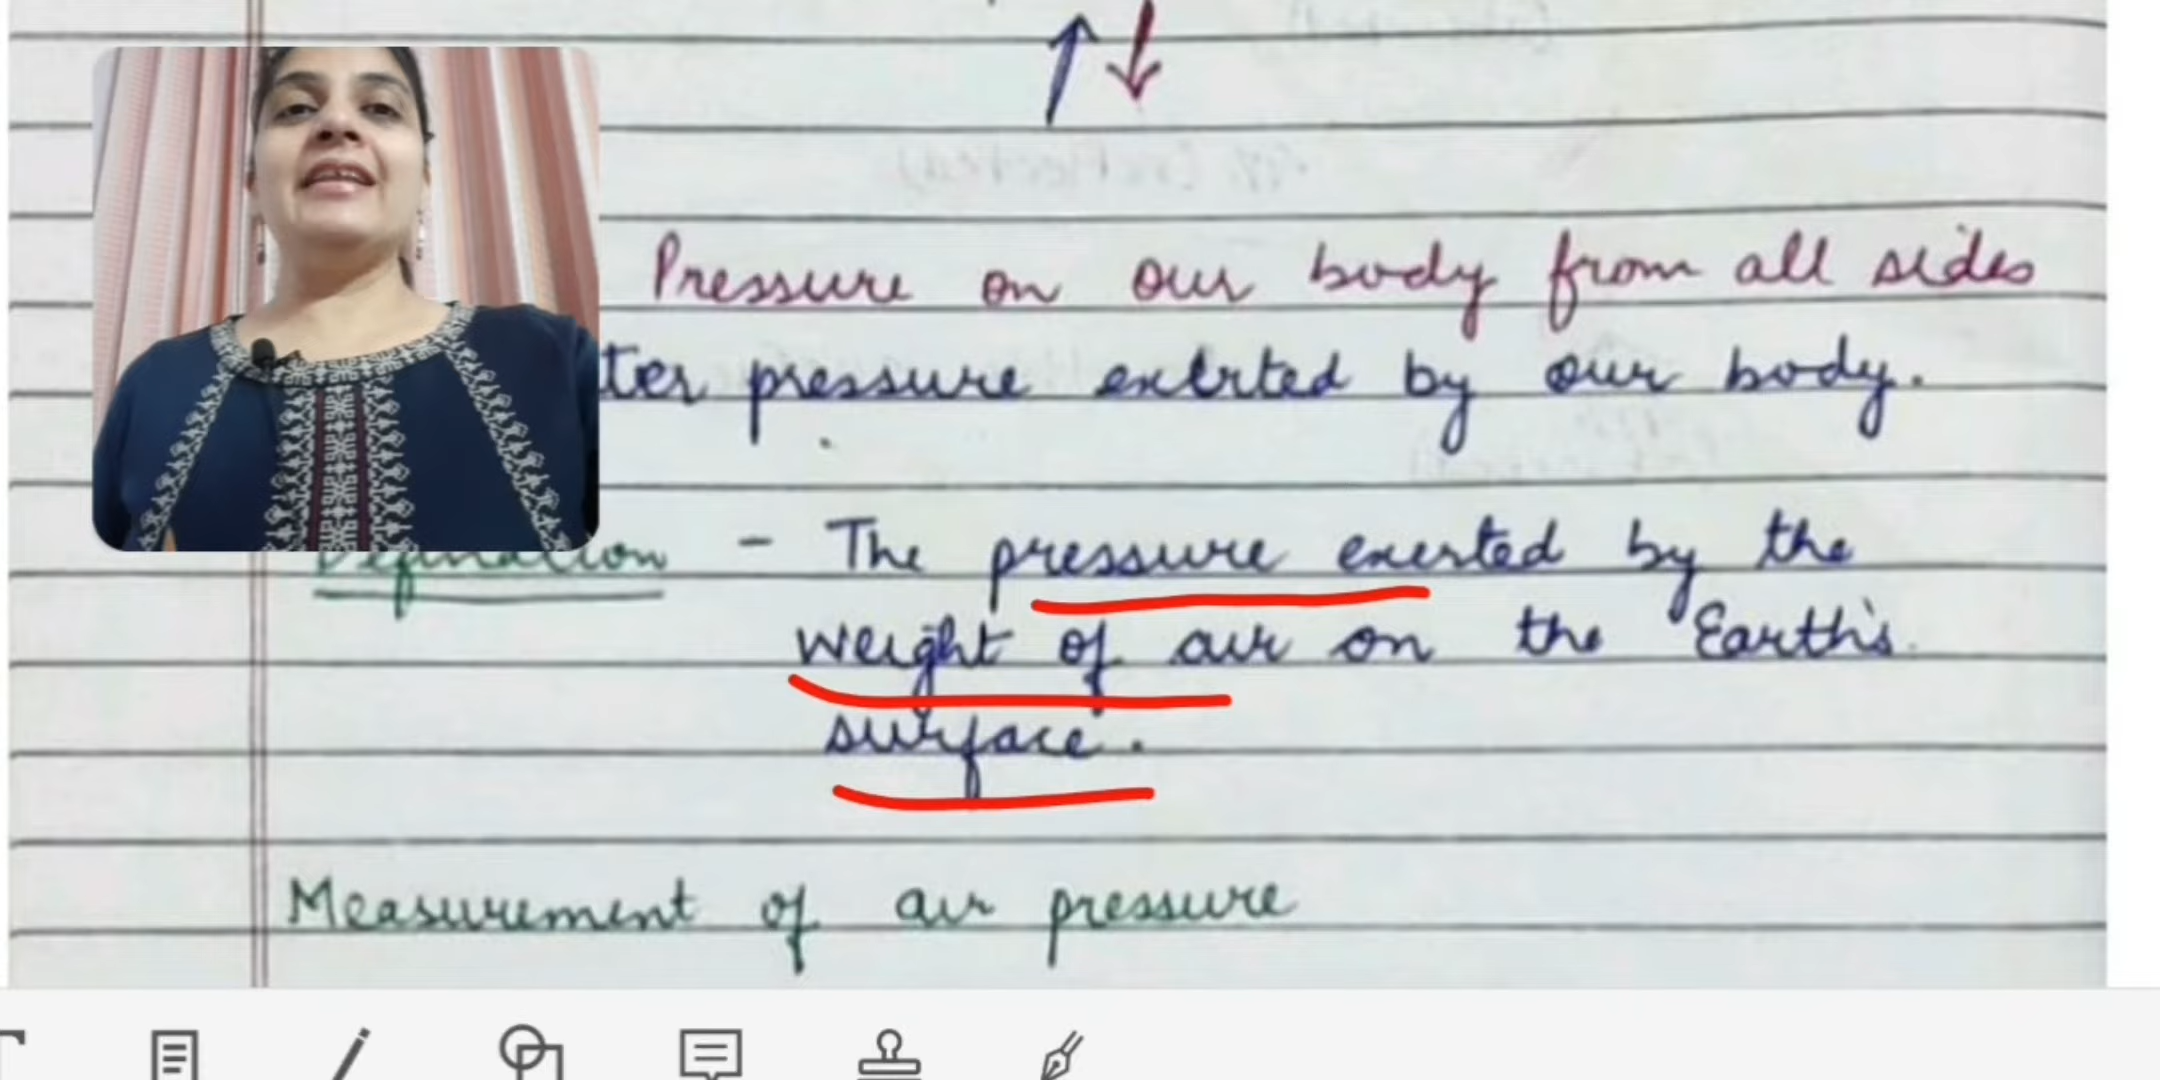 Pressure on our body from all sides
ter pressure exerted by our body.
Defination - The pressure exerted by the
weight of air on the Earth's
surface.
Measurement of air pressure